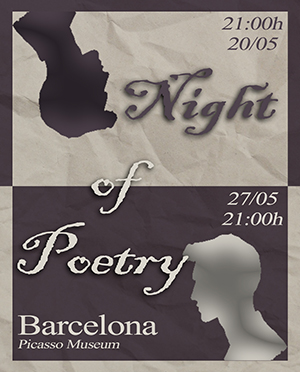 21:00h
20/05
Night
of
Poetry
27/05
21:00h
Barcelona
Picasso Museum